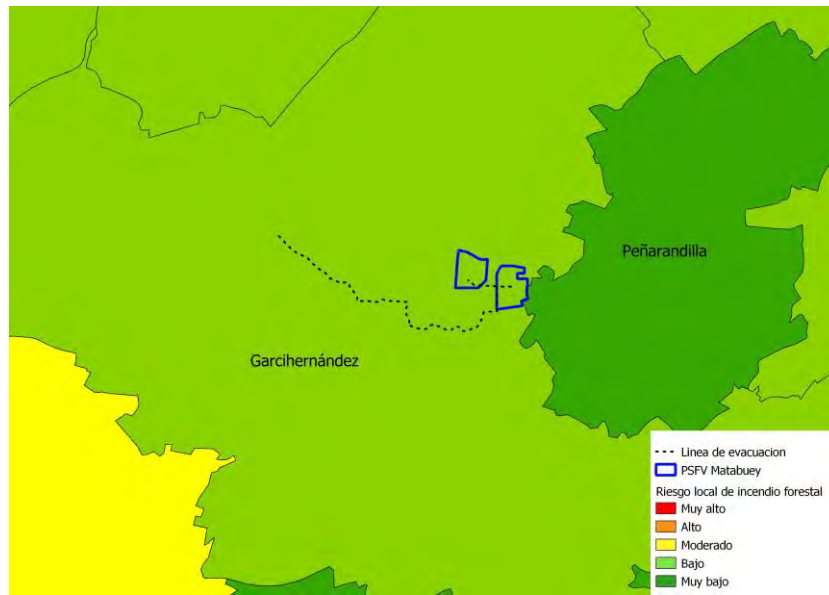 Peñarandilla
Garcihernández
Linea de evacuacion
PSFV Matabuey
Riesgo local de incendio forestal
Muy alto
Alto
Moderado
Bajo
Muy bajo